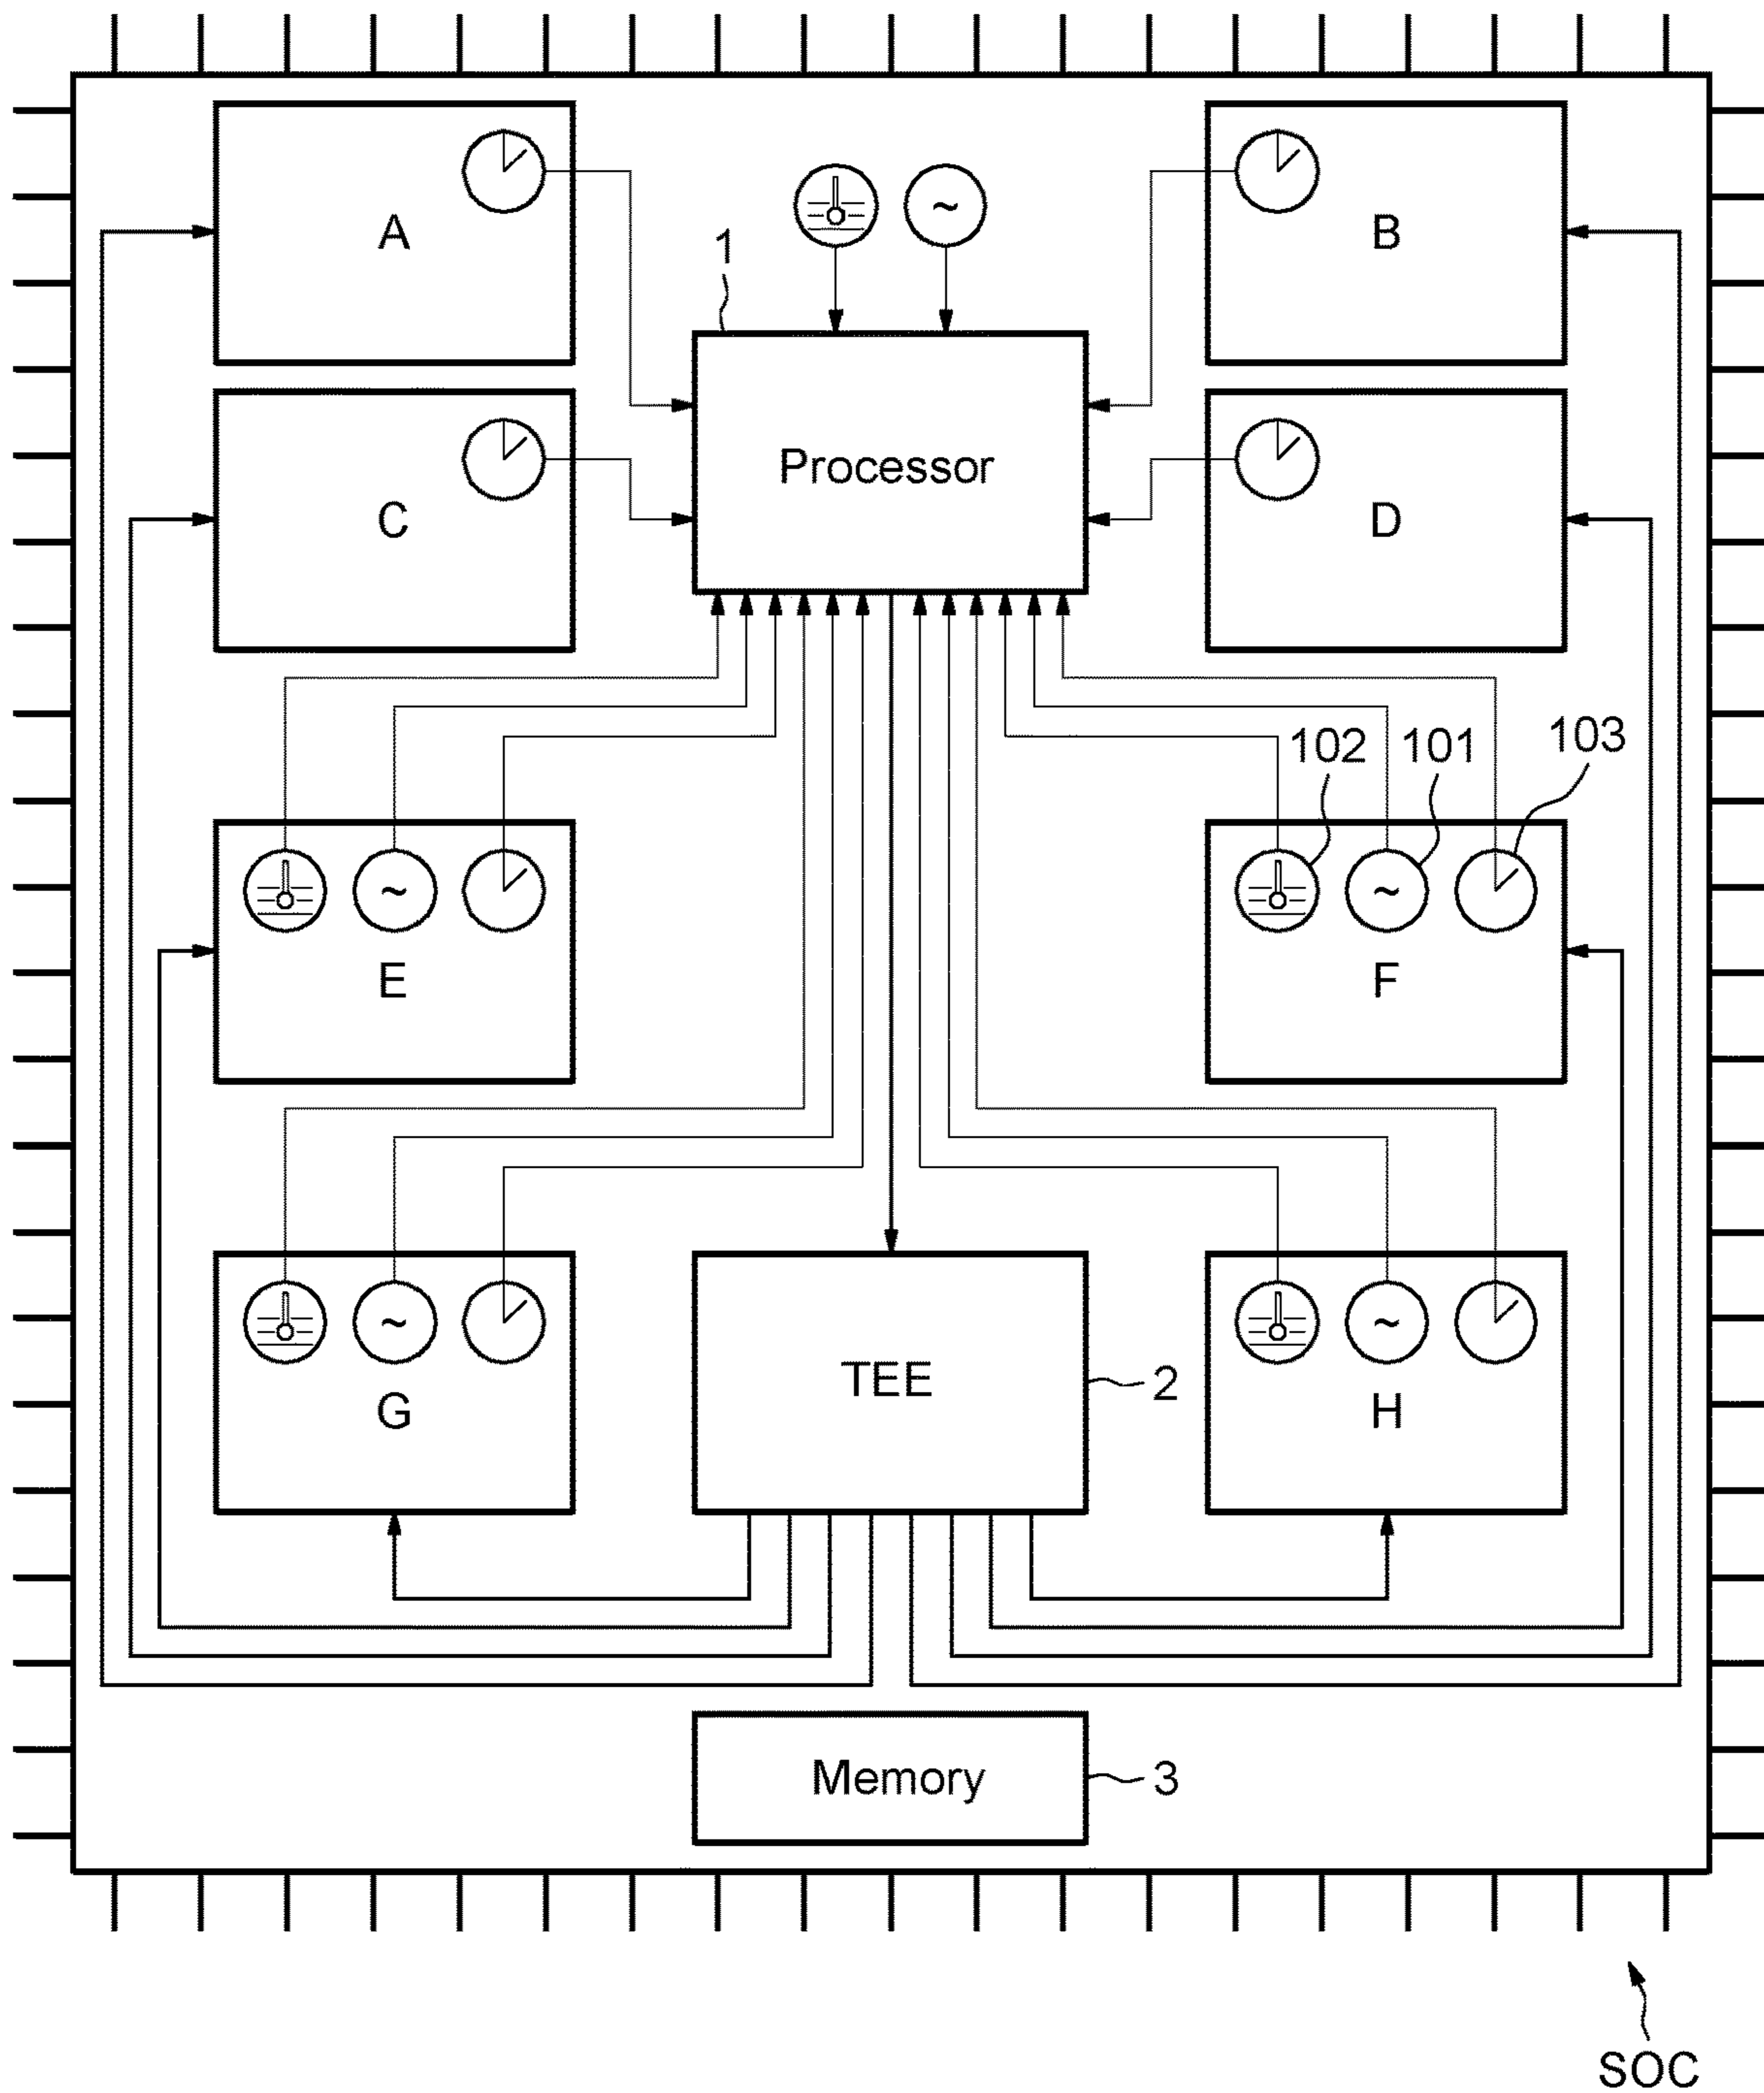 A
~
B
1
Processor
C
D
102 101 103
~
~
E
F
~
TEE
2
~
G
H
Memory
3
SOC